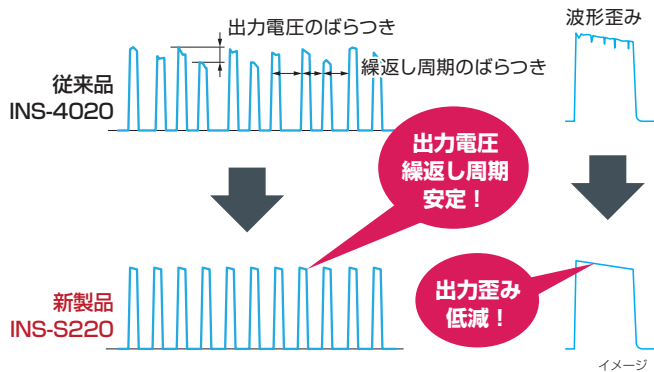 出力電圧のばらつき
波形歪み
繰返し周期のばらつき
従来品
INS-4020
出力電圧
繰返し周期
安定！
新製品
INS-S220
出力歪み
低減！
イメージ